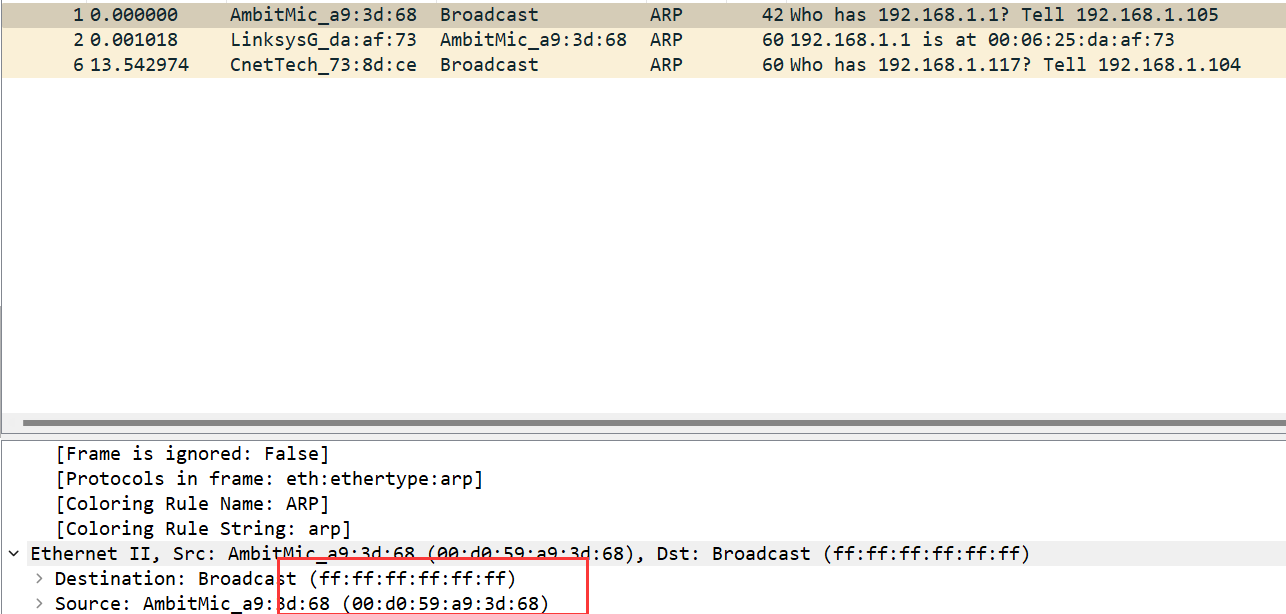 1 0.000000 AmbitMic_a9:3d:68 Broadcast ARP 42 Who has 192.168.1.1? Tell 192.168.1.105
2 0.001018 LinksysG_da:af:73 AmbitMic_a9:3d:68 ARP 60 192.168.1.1 is at 00:06:25:da:af:73
6 13.542974 CnetTech_73:8d:ce Broadcast ARP 60 Who has 192.168.1.117? Tell 192.168.1.104
[Frame is ignored: False]
[Protocols in frame: eth:ethertype:arp]
[Coloring Rule Name: ARP]
[Coloring Rule String: arp]
Ethernet II, Src: AmbitMic_a9:3d:68 (00:d0:59:a9:3d:68), Dst: Broadcast (ff:ff:ff:ff:ff:ff)
Destination: Broadcast (ff:ff:ff:ff:ff:ff)
Source: AmbitMic_a9:3d:68 (00:d0:59:a9:3d:68)